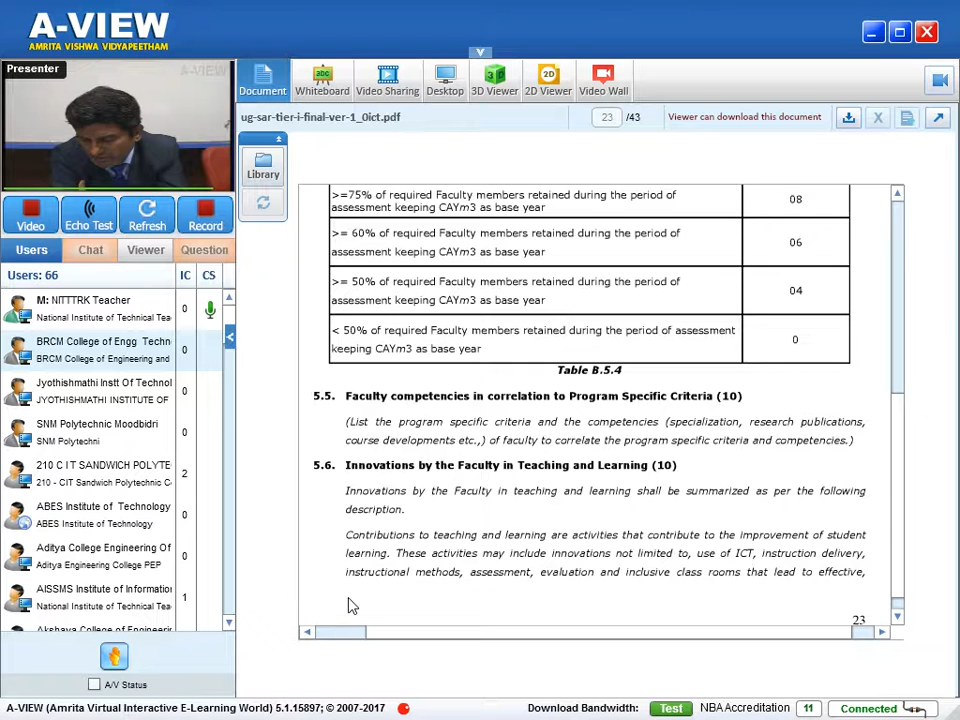 A-VIEW
AMRITA VISHWA VIDYAPEETHAM
Presenter
A-VIEW
Document
Whiteboard
Video Sharing
Desktop
3D Viewer
2D Viewer
Video Wall
ug-sar-tier-i-final-ver-1_0ict.pdf
23 /43
Viewer can download this document
Library
Video
Echo Test
Refresh
Record
Users
Chat
Viewer
Question
Users: 66
IC
CS
M: NITTTRK Teacher
National Institute of Technical Tea
0
BRCM College of Engg Techn
BRCM College of Engineering and
0
Jyothishmathi Instt Of Technol
JYOTHISHMATHI INSTITUTE OF
0
SNM Polytechnic Moodbidri
SNM Polytechni
0
210 C I T SANDWICH POLYTE
210 - CIT Sandwich Polytechnic C
2
ABES Institute of Technology
ABES Institute of Technology
0
Aditya College Engineering Of
Aditya Engineering College PEP
0
AISSMS Institute of Information
National Institute of Technical Tea
1
Akshaya College of Engineeri
A/V Status
>=75% of required Faculty members retained during the period of
assessment keeping CAYm3 as base year
08
>= 60% of required Faculty members retained during the period of
assessment keeping CAYm3 as base year
06
>= 50% of required Faculty members retained during the period of
assessment keeping CAYm3 as base year
04
< 50% of required Faculty members retained during the period of assessment
keeping CAYm3 as base year
0
Table B.5.4
5.5. Faculty competencies in correlation to Program Specific Criteria (10)
(List the program specific criteria and the competencies (specialization, research publications,
course developments etc.,) of faculty to correlate the program specific criteria and competencies.)
5.6. Innovations by the Faculty in Teaching and Learning (10)
Innovations by the Faculty in teaching and learning shall be summarized as per the following
description.
Contributions to teaching and learning are activities that contribute to the improvement of student
learning. These activities may include innovations not limited to, use of ICT, instruction delivery,
instructional methods, assessment, evaluation and inclusive class rooms that lead to effective,
23
A-VIEW (Amrita Virtual Interactive E-Learning World) 5.1.15897; © 2007-2017
Download Bandwidth:
Test
NBA Accreditation
11
Connected